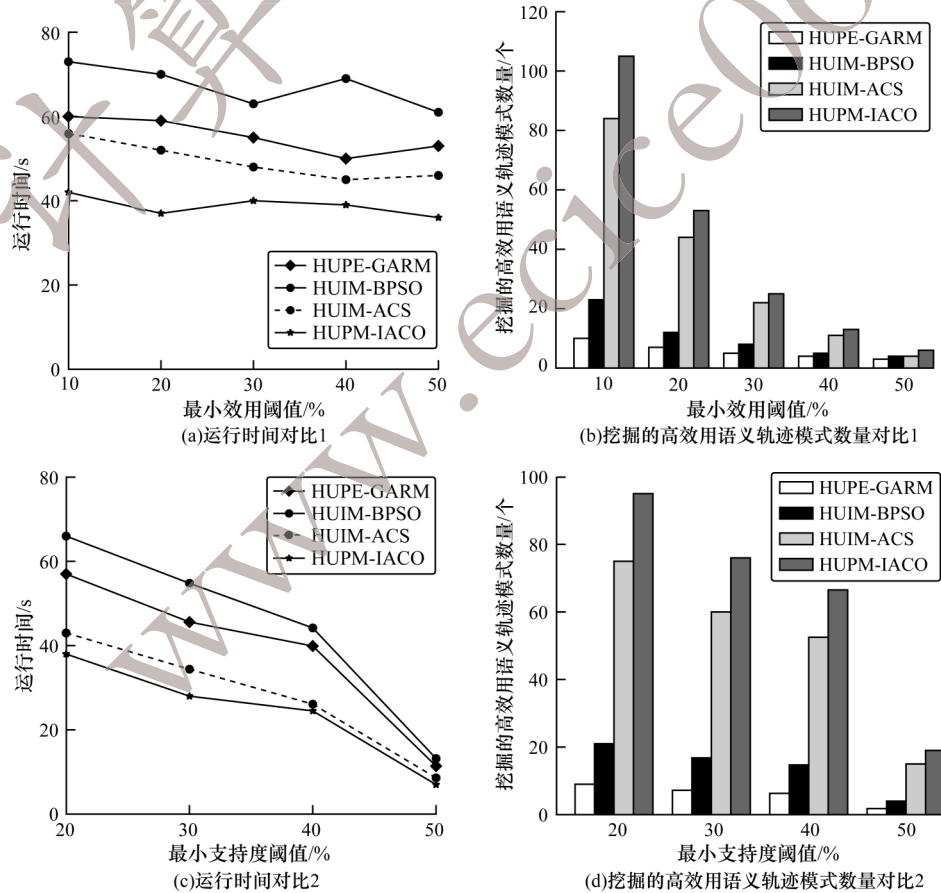 80
60
40
20
0
运行时间/s
HUPE-GARM
HUIM-BPSO
HUIM-ACS
HUPM-IACO
10 20 30 40 50
最小效用阈值/%
(a)运行时间对比1
120
100
80
60
40
20
0
挖掘的高效用语义轨迹模式数量/个
HUPE-GARM
HUIM-BPSO
HUIM-ACS
HUPM-IACO
10 20 30 40 50
最小效用阈值/%
(b)挖掘的高效用语义轨迹模式数量对比1
80
60
40
20
0
运行时间/s
HUPE-GARM
HUIM-BPSO
HUIM-ACS
HUPM-IACO
20 30 40 50
最小支持度阈值/%
(c)运行时间对比2
100
80
60
40
20
0
挖掘的高效用语义轨迹模式数量/个
HUPE-GARM
HUIM-BPSO
HUIM-ACS
HUPM-IACO
20 30 40 50
最小支持度阈值/%
(d)挖掘的高效用语义轨迹模式数量对比2
www.ecice0